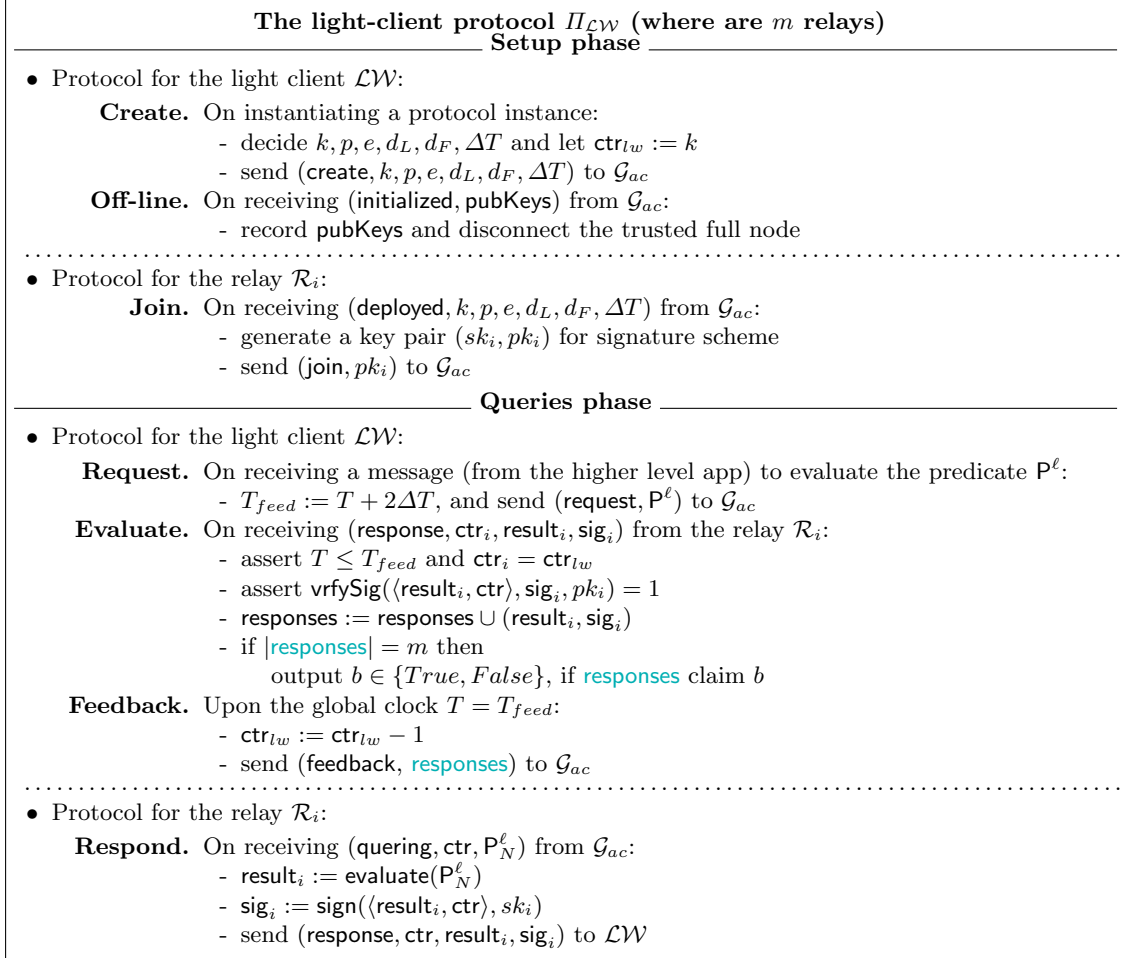 The light-client protocol Π_LW (where are m relays)
Setup phase
• Protocol for the light client LW:
Create. On instantiating a protocol instance:
- decide k, p, e, d_L, d_F, ΔT and let ctr_lw := k
- send (create, k, p, e, d_L, d_F, ΔT) to G_ac
Off-line. On receiving (initialized, pubKeys) from G_ac:
- record pubKeys and disconnect the trusted full node
• Protocol for the relay R_i:
Join. On receiving (deployed, k, p, e, d_L, d_F, ΔT) from G_ac:
- generate a key pair (sk_i, pk_i) for signature scheme
- send (join, pk_i) to G_ac
Queries phase
• Protocol for the light client LW:
Request. On receiving a message (from the higher level app) to evaluate the predicate P^ℓ:
- T_feed := T + 2ΔT, and send (request, P^ℓ) to G_ac
Evaluate. On receiving (response, ctr_i, result_i, sig_i) from the relay R_i:
- assert T ≤ T_feed and ctr_i = ctr_lw
- assert vrfySig(⟨result_i, ctr⟩, sig_i, pk_i) = 1
- responses := responses ∪ (result_i, sig_i)
- if |responses| = m then
output b ∈ {True, False}, if responses claim b
Feedback. Upon the global clock T = T_feed:
- ctr_lw := ctr_lw − 1
- send (feedback, responses) to G_ac
• Protocol for the relay R_i:
Respond. On receiving (quering, ctr, P^ℓ_N) from G_ac:
- result_i := evaluate(P^ℓ_N)
- sig_i := sign(⟨result_i, ctr⟩, sk_i)
- send (response, ctr, result_i, sig_i) to LW